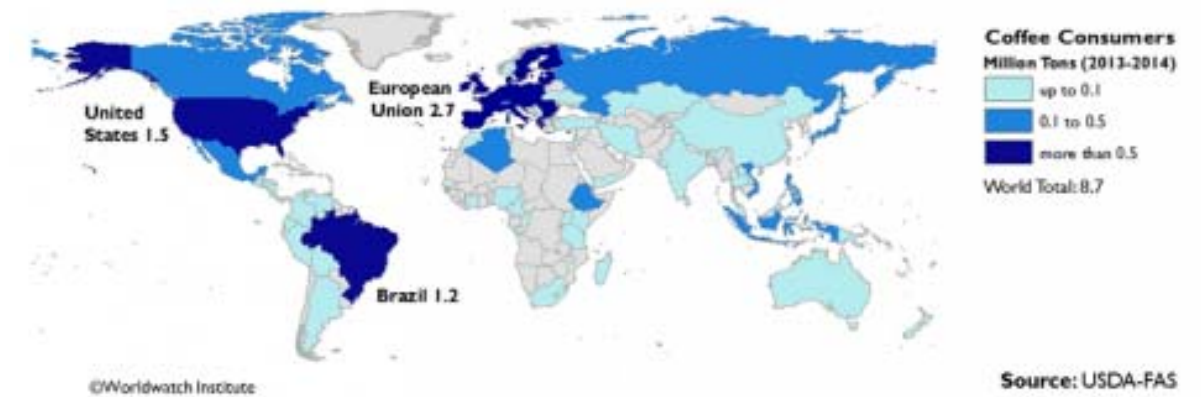 Coffee Consumers
Million Tons (2013-2014)
up to 0.1
0.1 to 0.5
more than 0.5
World Total: 8.7
European
Union 2.7
United
States 1.5
Brazil 1.2
©Worldwatch Institute
Source: USDA-FAS